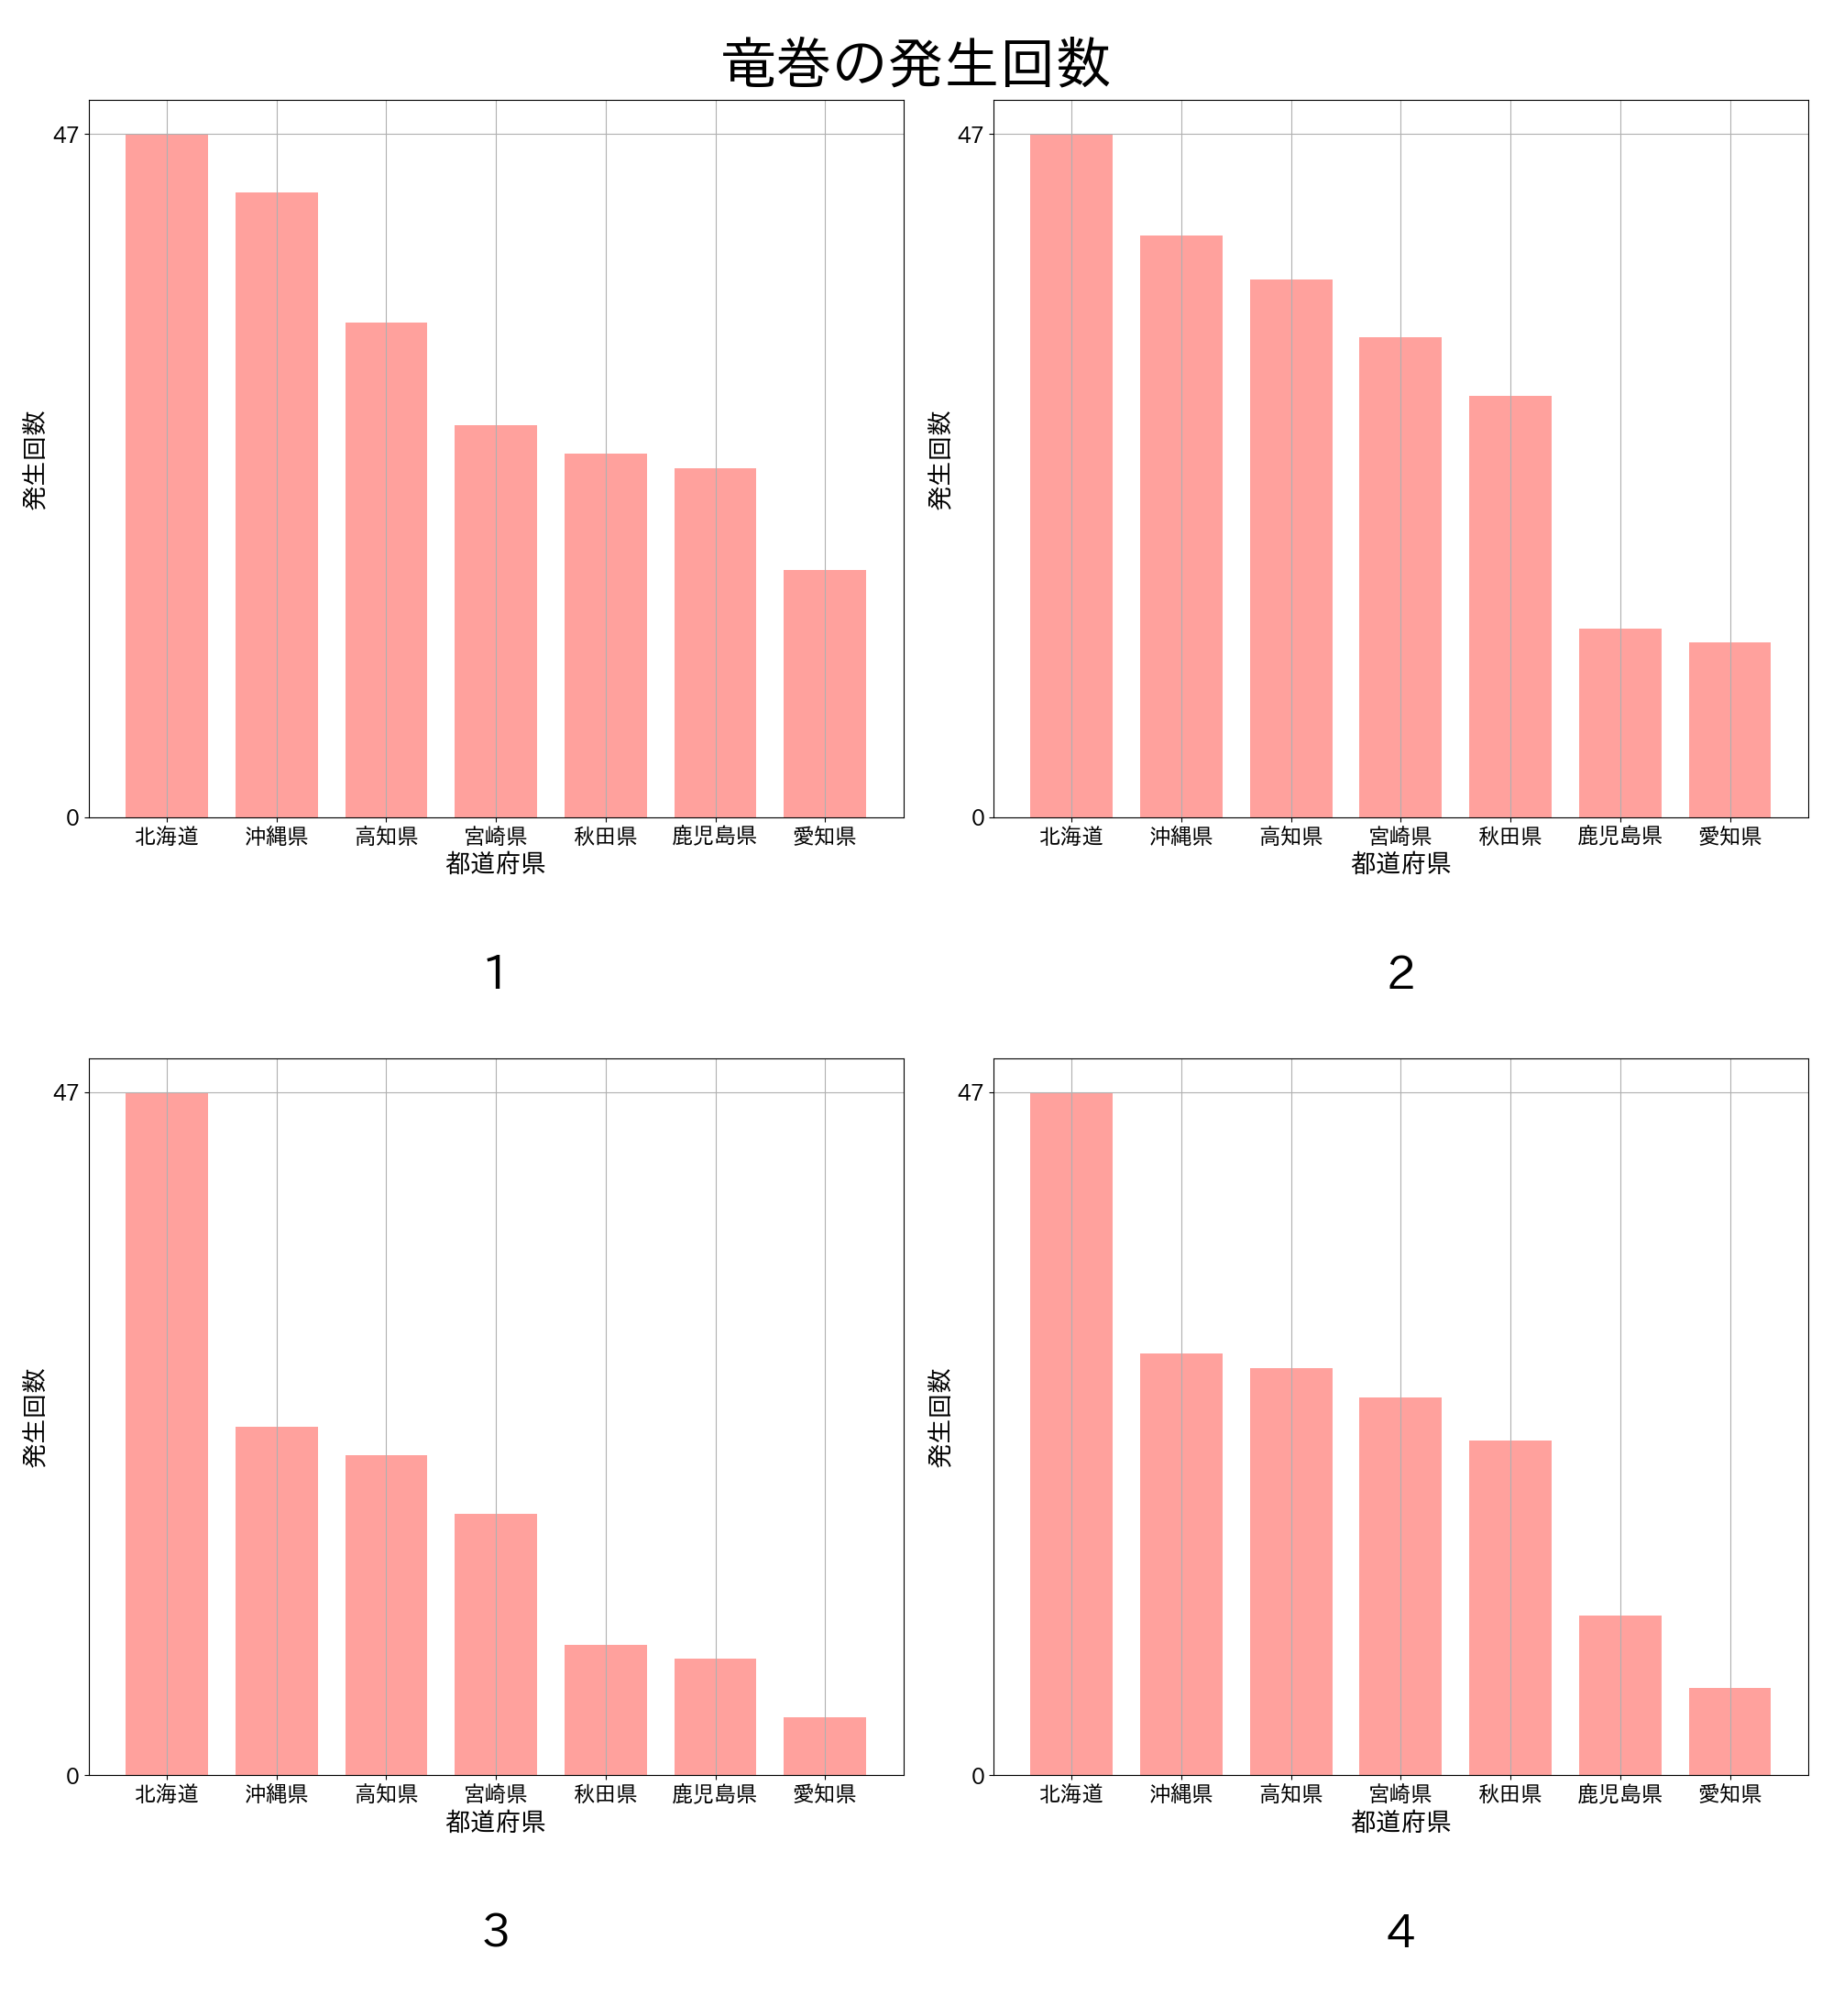 竜巻の発生回数
47
0
発生回数
北海道 沖縄県 高知県 宮崎県 秋田県 鹿児島県 愛知県
都道府県
1
47
0
発生回数
北海道 沖縄県 高知県 宮崎県 秋田県 鹿児島県 愛知県
都道府県
2
47
0
発生回数
北海道 沖縄県 高知県 宮崎県 秋田県 鹿児島県 愛知県
都道府県
3
47
0
発生回数
北海道 沖縄県 高知県 宮崎県 秋田県 鹿児島県 愛知県
都道府県
4